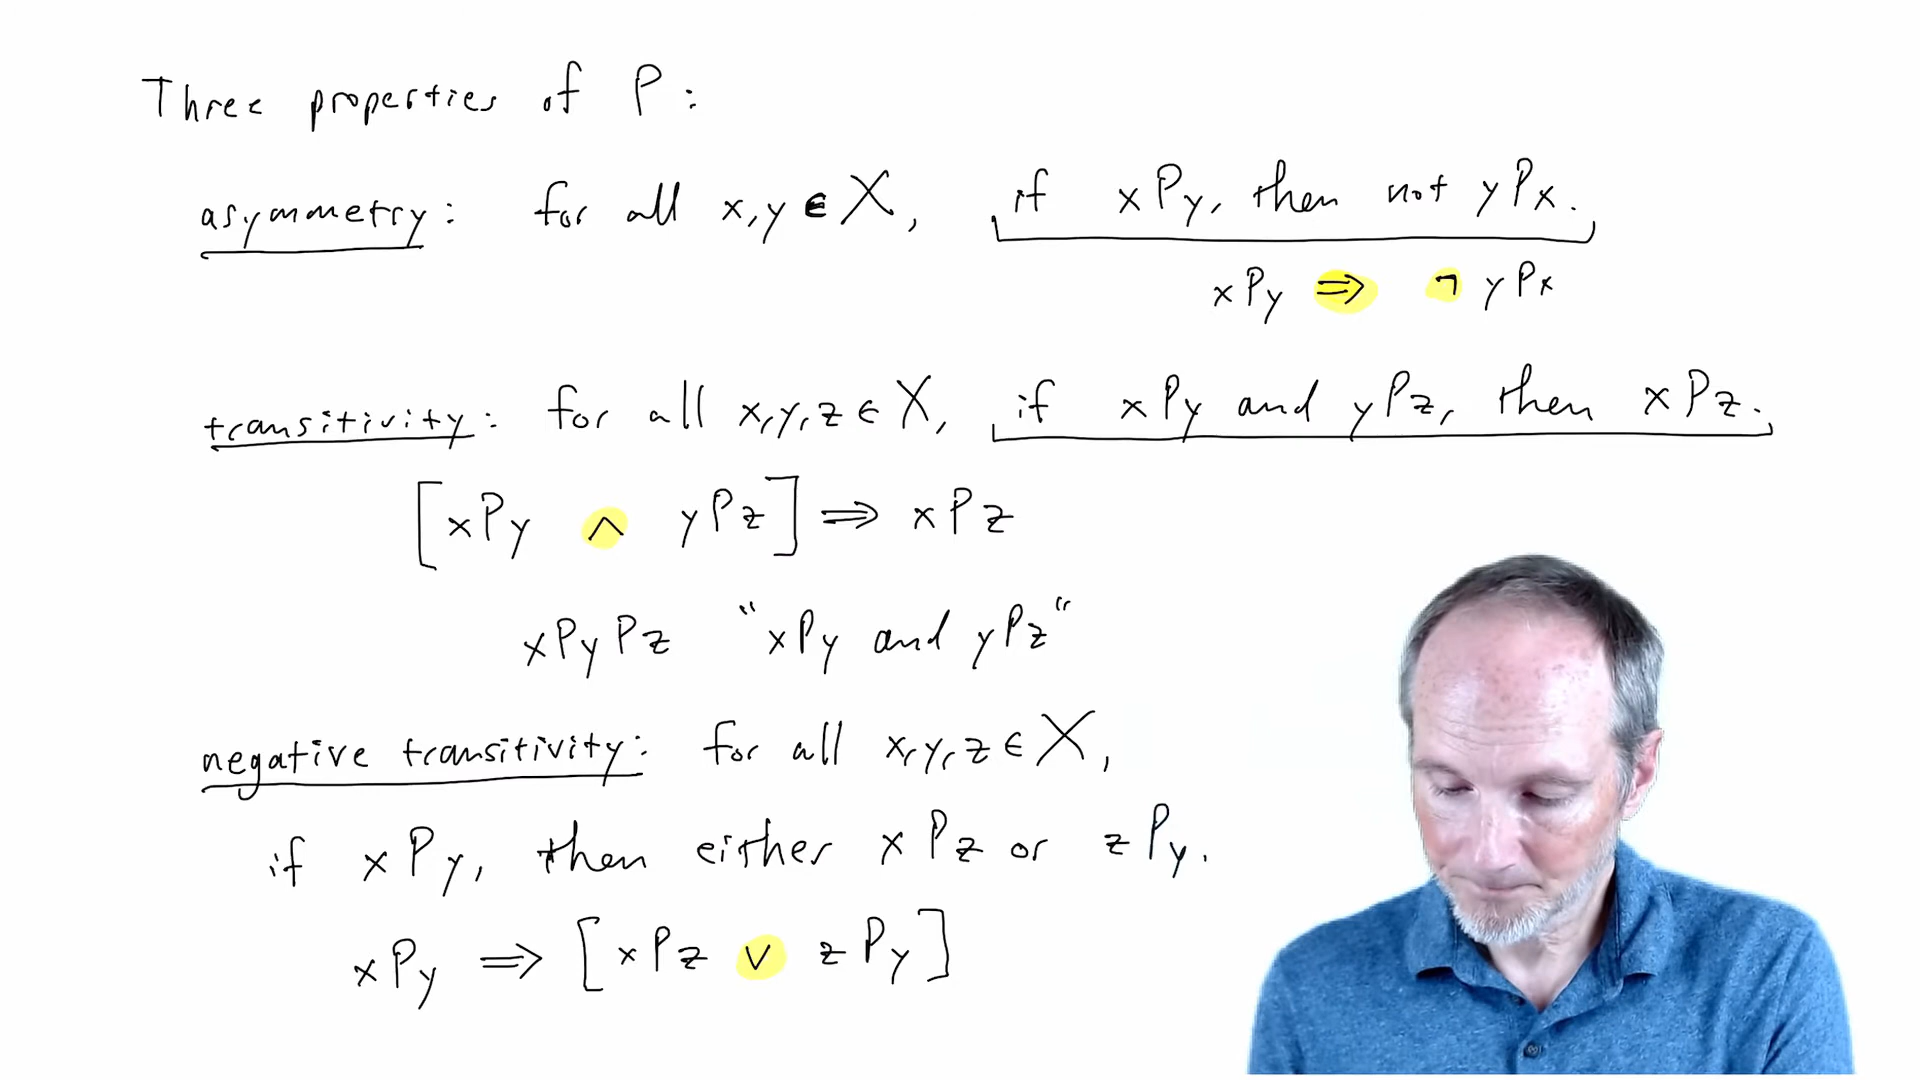 Three properties of P:
asymmetry: for all x,y ∈ X, if xPy, then not yPx.
xPy ⇒ ¬ yPx
transitivity: for all x,y,z ∈ X, if xPy and yPz, then xPz.
[xPy ∧ yPz] ⇒ xPz
xPyPz "xPy and yPz"
negative transitivity: for all x,y,z ∈ X,
if xPy, then either xPz or zPy.
xPy ⇒ [xPz ∨ zPy]